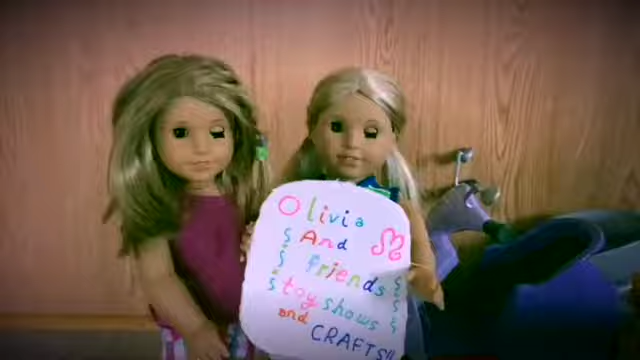 Olivia
And
friends
toy shows
and
CRAFTS!!